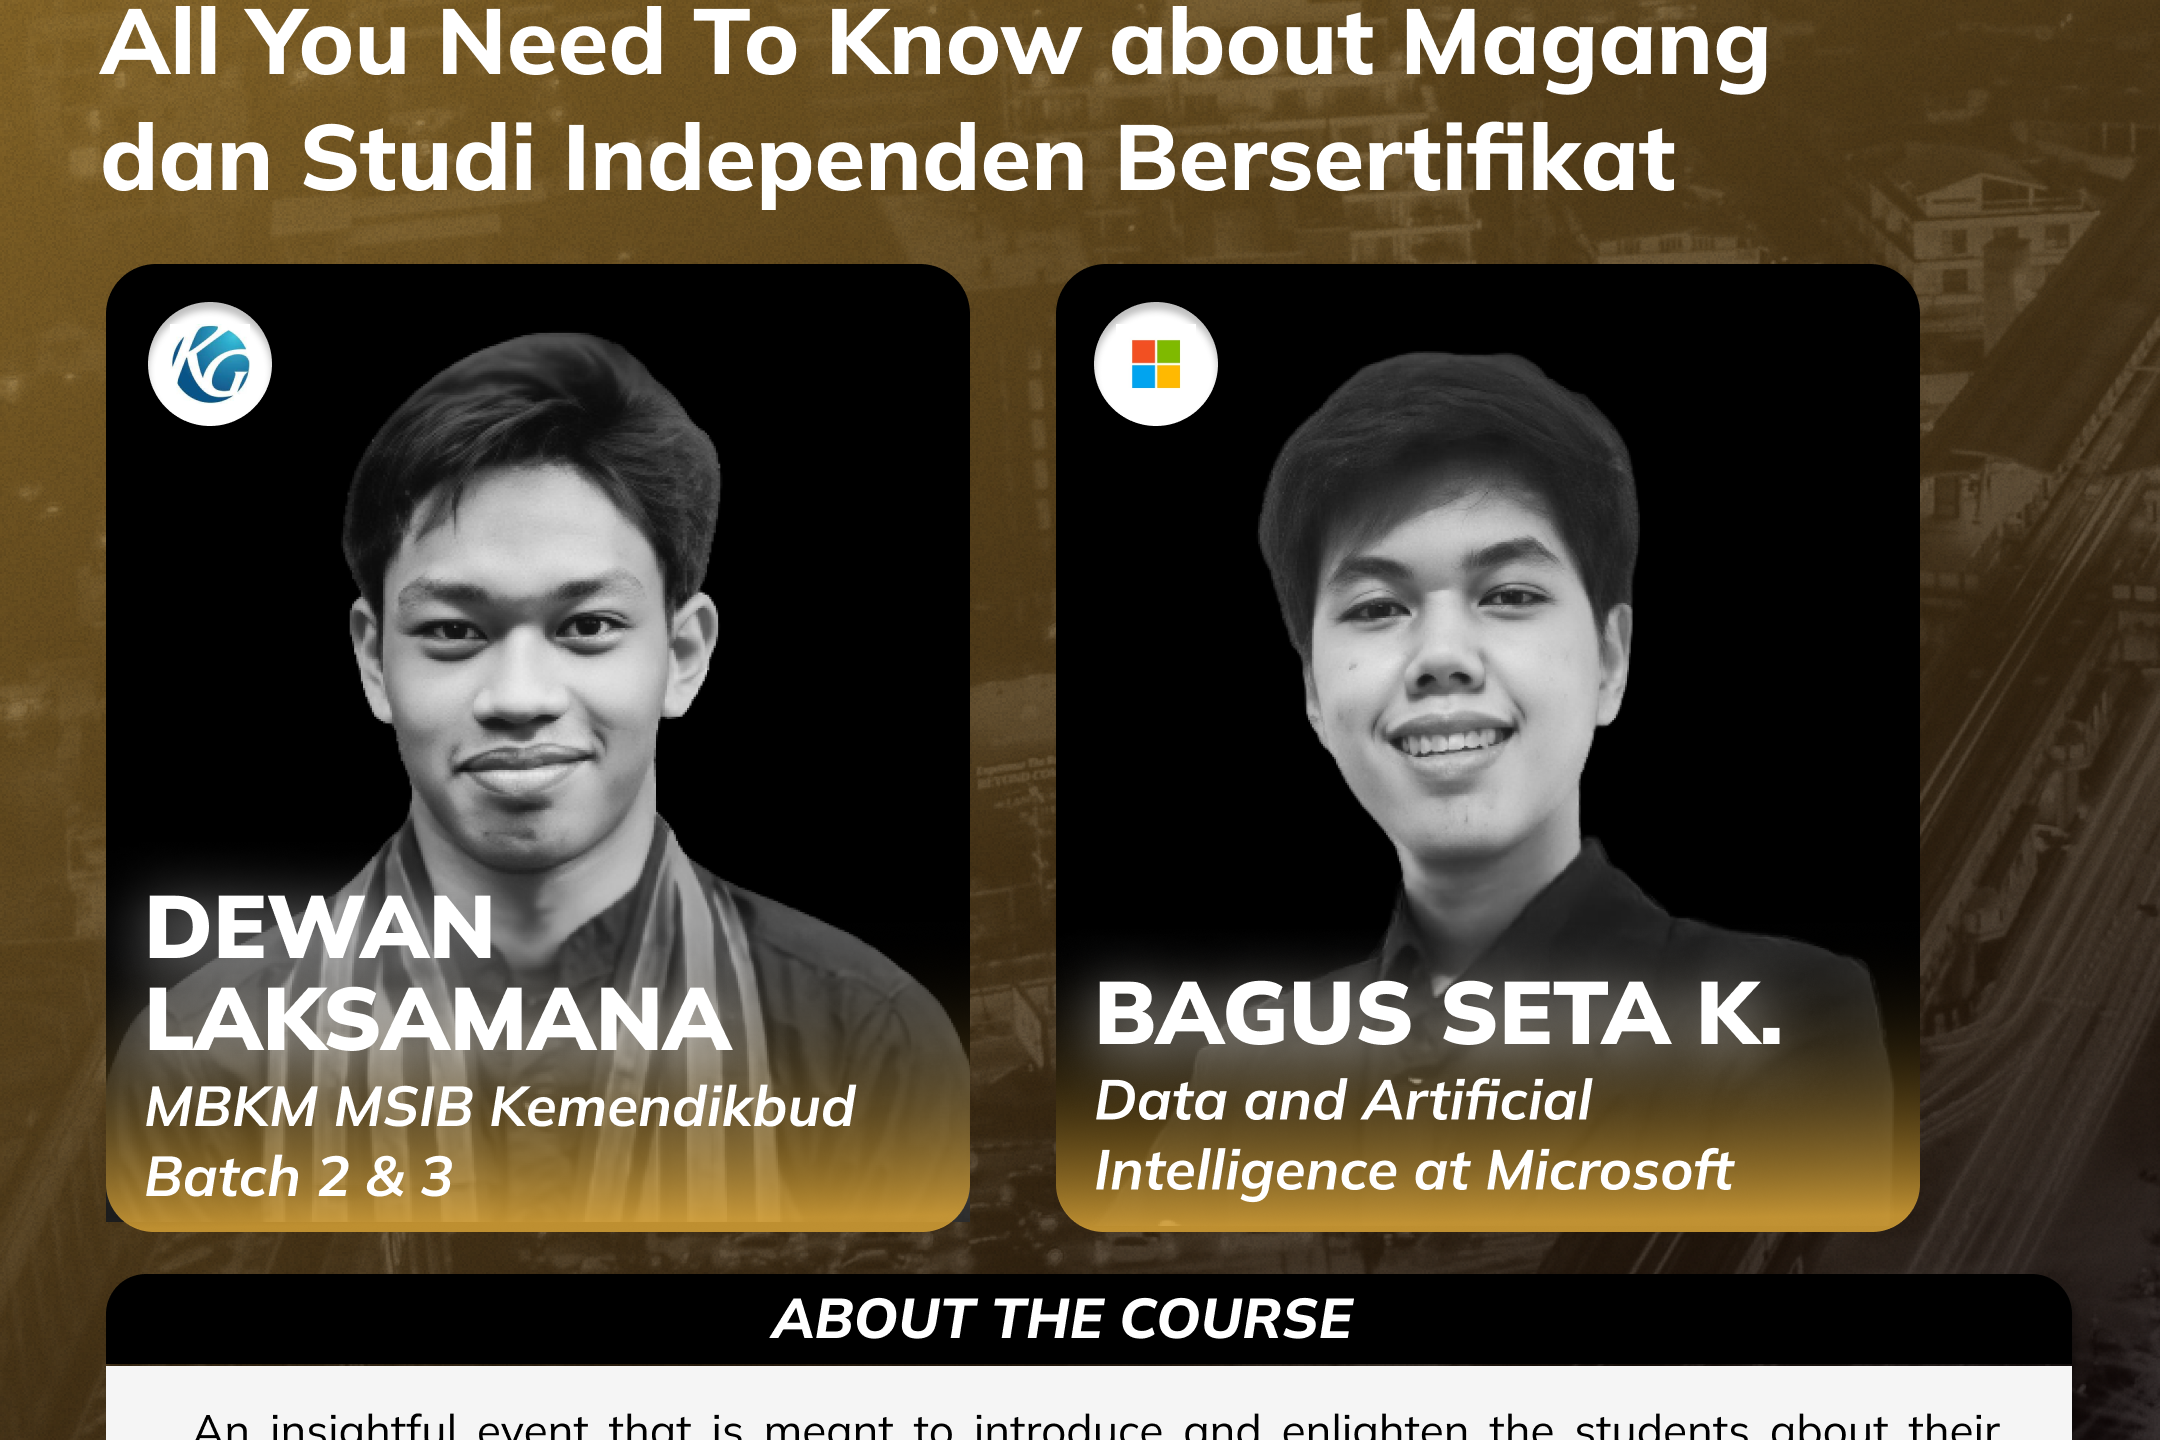 All You Need To Know about Magang
dan Studi Independen Bersertifikat
KG
DEWAN
LAKSAMANA
MBKM MSIB Kemendikbud
Batch 2 & 3
BAGUS SETA K.
Data and Artificial
Intelligence at Microsoft
ABOUT THE COURSE
An insightful event that is meant to introduce and enlighten the students about their